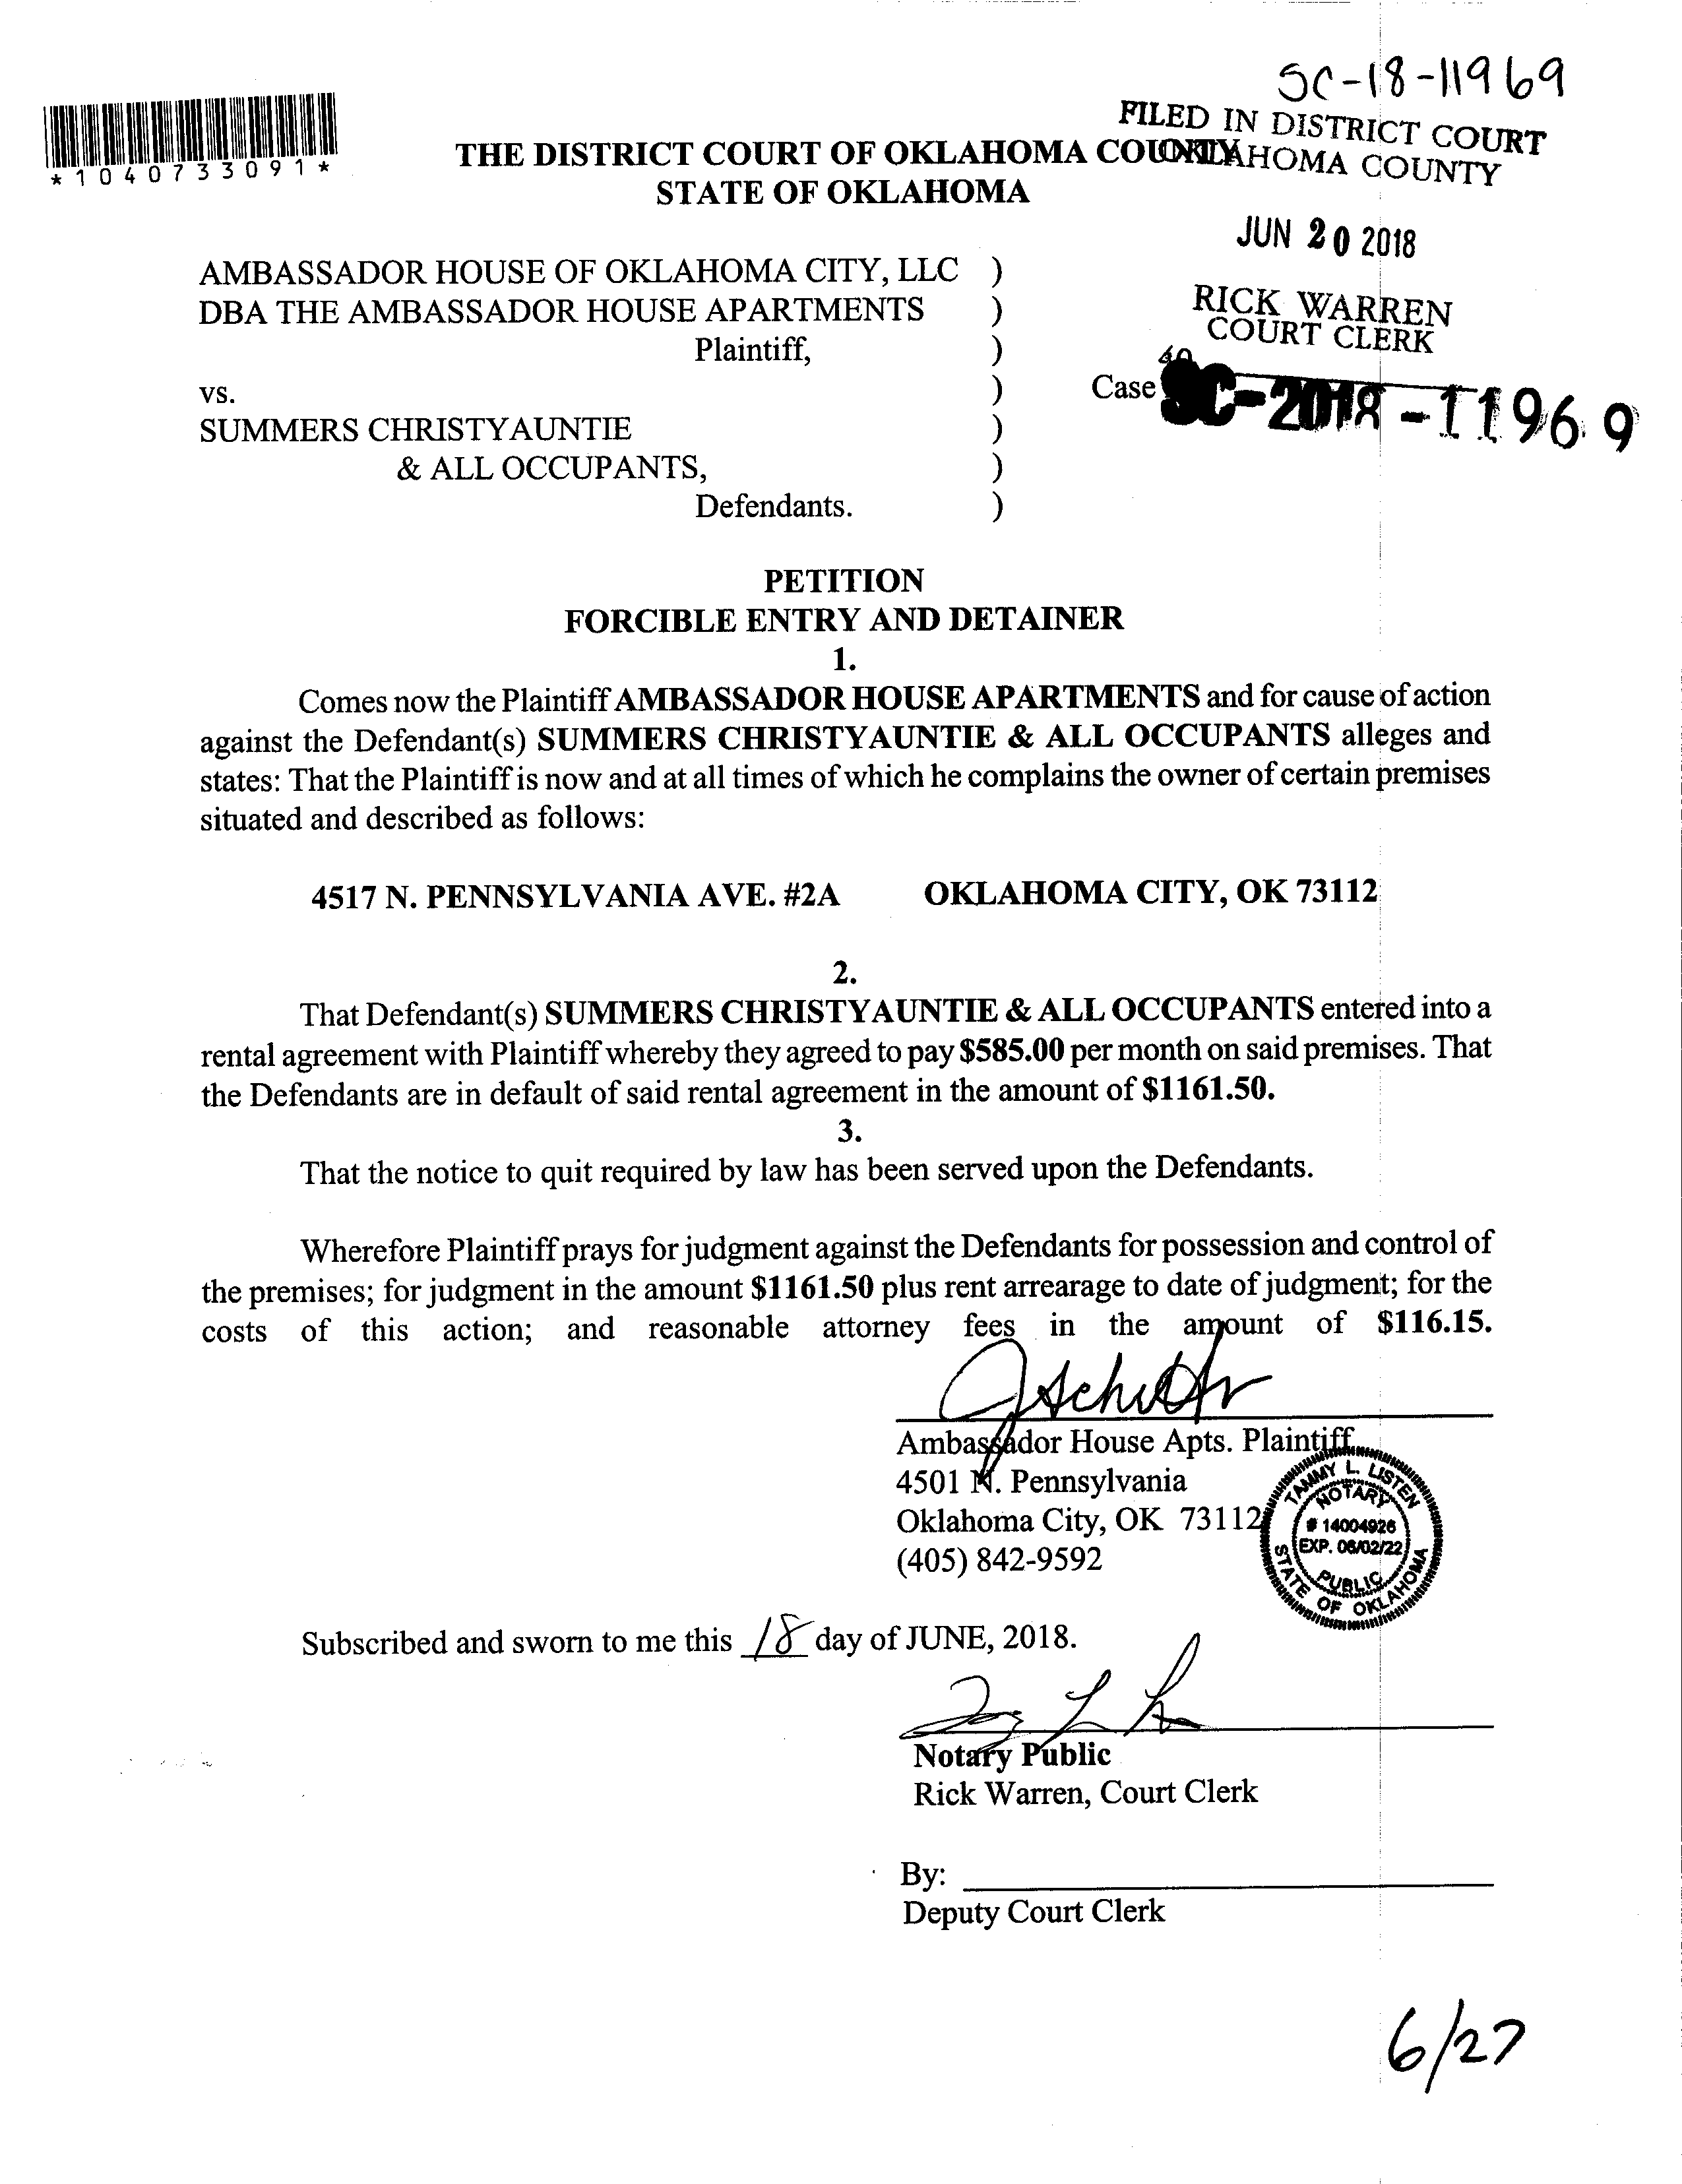 SC-18-11969
*1040733091*
FILED IN DISTRICT COURT
OKLAHOMA COUNTY
THE DISTRICT COURT OF OKLAHOMA COUNTY
STATE OF OKLAHOMA
JUN 20 2018
RICK WARREN
COURT CLERK
40
AMBASSADOR HOUSE OF OKLAHOMA CITY, LLC )
DBA THE AMBASSADOR HOUSE APARTMENTS )
Plaintiff, )
vs. ) Case SC-2018-11969
SUMMERS CHRISTYAUNTIE )
& ALL OCCUPANTS, )
Defendants. )
PETITION
FORCIBLE ENTRY AND DETAINER
1.
Comes now the Plaintiff AMBASSADOR HOUSE APARTMENTS and for cause of action
against the Defendant(s) SUMMERS CHRISTYAUNTIE & ALL OCCUPANTS alleges and
states: That the Plaintiff is now and at all times of which he complains the owner of certain premises
situated and described as follows:
4517 N. PENNSYLVANIA AVE. #2A OKLAHOMA CITY, OK 73112
2.
That Defendant(s) SUMMERS CHRISTYAUNTIE & ALL OCCUPANTS entered into a
rental agreement with Plaintiff whereby they agreed to pay $585.00 per month on said premises. That
the Defendants are in default of said rental agreement in the amount of $1161.50.
3.
That the notice to quit required by law has been served upon the Defendants.
Wherefore Plaintiff prays for judgment against the Defendants for possession and control of
the premises; for judgment in the amount $1161.50 plus rent arrearage to date of judgment; for the
costs of this action; and reasonable attorney fees in the amount of $116.15.
Ambassador House Apts. Plaintiff
4501 N. Pennsylvania
Oklahoma City, OK 73112
(405) 842-9592
TAMMY L. LISTEN
NOTARY
# 14004926
EXP. 06/02/22
PUBLIC
STATE OF OKLAHOMA
Subscribed and sworn to me this 18 day of JUNE, 2018.
Notary Public
Rick Warren, Court Clerk
By:
Deputy Court Clerk
6/27